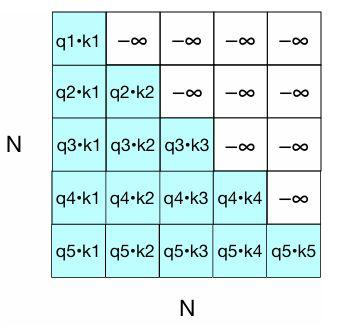 q1•k1 −∞ −∞ −∞ −∞
q2•k1 q2•k2 −∞ −∞ −∞
N q3•k1 q3•k2 q3•k3 −∞ −∞
q4•k1 q4•k2 q4•k3 q4•k4 −∞
q5•k1 q5•k2 q5•k3 q5•k4 q5•k5
N